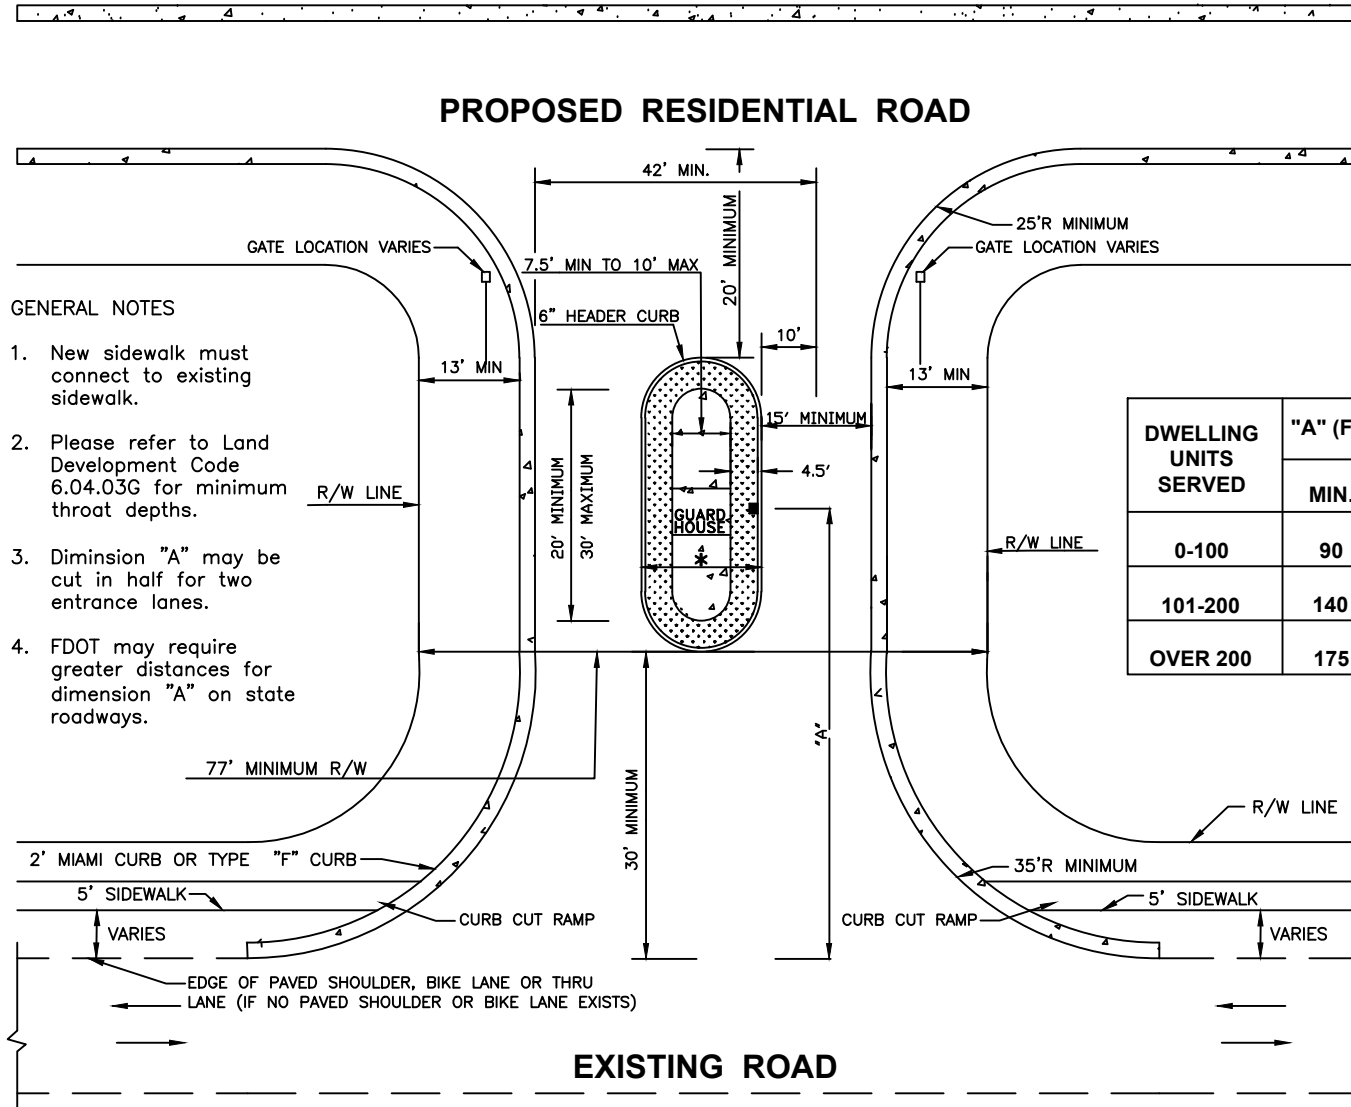 PROPOSED RESIDENTIAL ROAD
42' MIN.
20' MINIMUM
25'R MINIMUM
GATE LOCATION VARIES
GATE LOCATION VARIES
7.5' MIN TO 10' MAX
6" HEADER CURB
10'
13' MIN
13' MIN
15' MINIMUM
4.5'
GENERAL NOTES
1. New sidewalk must
connect to existing
sidewalk.
2. Please refer to Land
Development Code
6.04.03G for minimum
throat depths.
3. Diminsion "A" may be
cut in half for two
entrance lanes.
4. FDOT may require
greater distances for
dimension "A" on state
roadways.
R/W LINE
20' MINIMUM
30' MAXIMUM
GUARD
HOUSE
*
R/W LINE
DWELLING
UNITS
SERVED
"A" (F
MIN.
0-100 90
101-200 140
OVER 200 175
77' MINIMUM R/W
30' MINIMUM
"A"
R/W LINE
2' MIAMI CURB OR TYPE "F" CURB
35'R MINIMUM
5' SIDEWALK
5' SIDEWALK
CURB CUT RAMP
CURB CUT RAMP
VARIES
VARIES
EDGE OF PAVED SHOULDER, BIKE LANE OR THRU
LANE (IF NO PAVED SHOULDER OR BIKE LANE EXISTS)
EXISTING ROAD